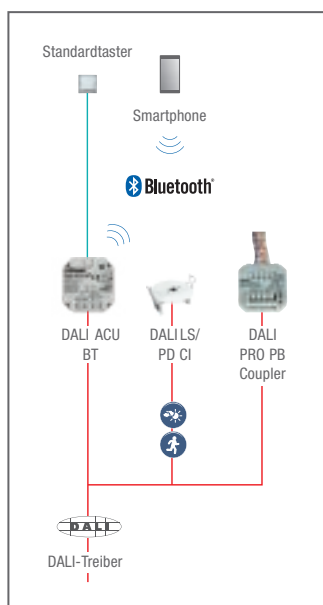 Standardtaster
Smartphone
Bluetooth®
DALI ACU
BT
DALI LS/
PD CI
DALI
PRO PB
Coupler
DALI
DALI-Treiber